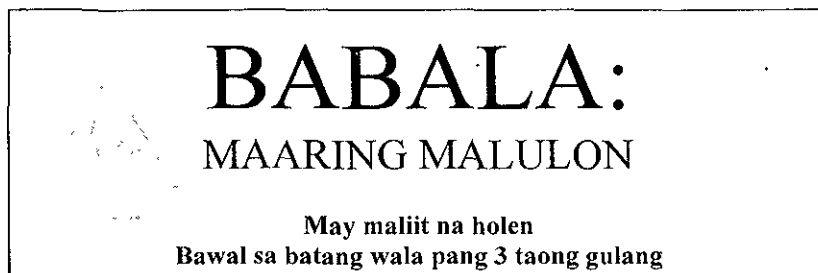 BABALA:
MAARING MALULON
May maliit na holen
Bawal sa batang wala pang 3 taong gulang